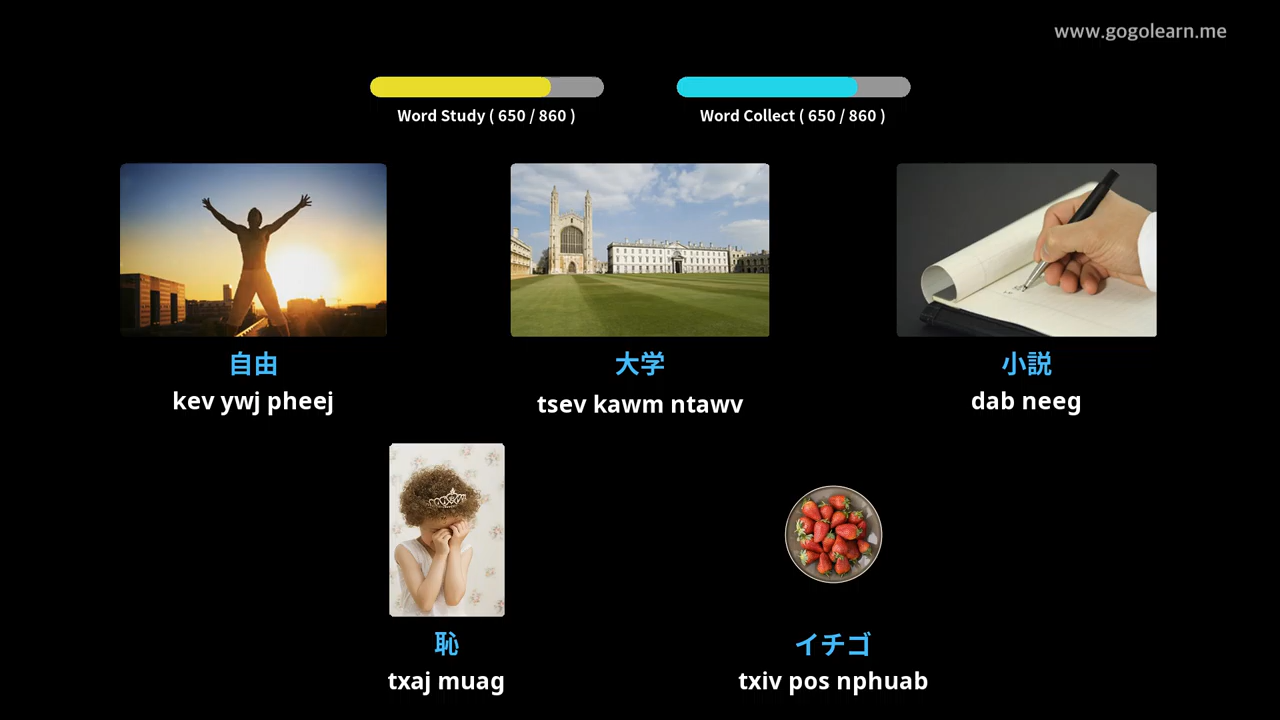 www.gogolearn.me
Word Study ( 650 / 860 )
Word Collect ( 650 / 860 )
自由
kev ywj pheej
大学
tsev kawm ntawv
小説
dab neeg
恥
txaj muag
イチゴ
txiv pos nphuab